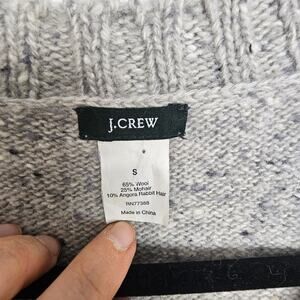 J.CREW
S
65% Wool
25% Mohair
10% Angora Rabbit Hair
RN77388
Made in China